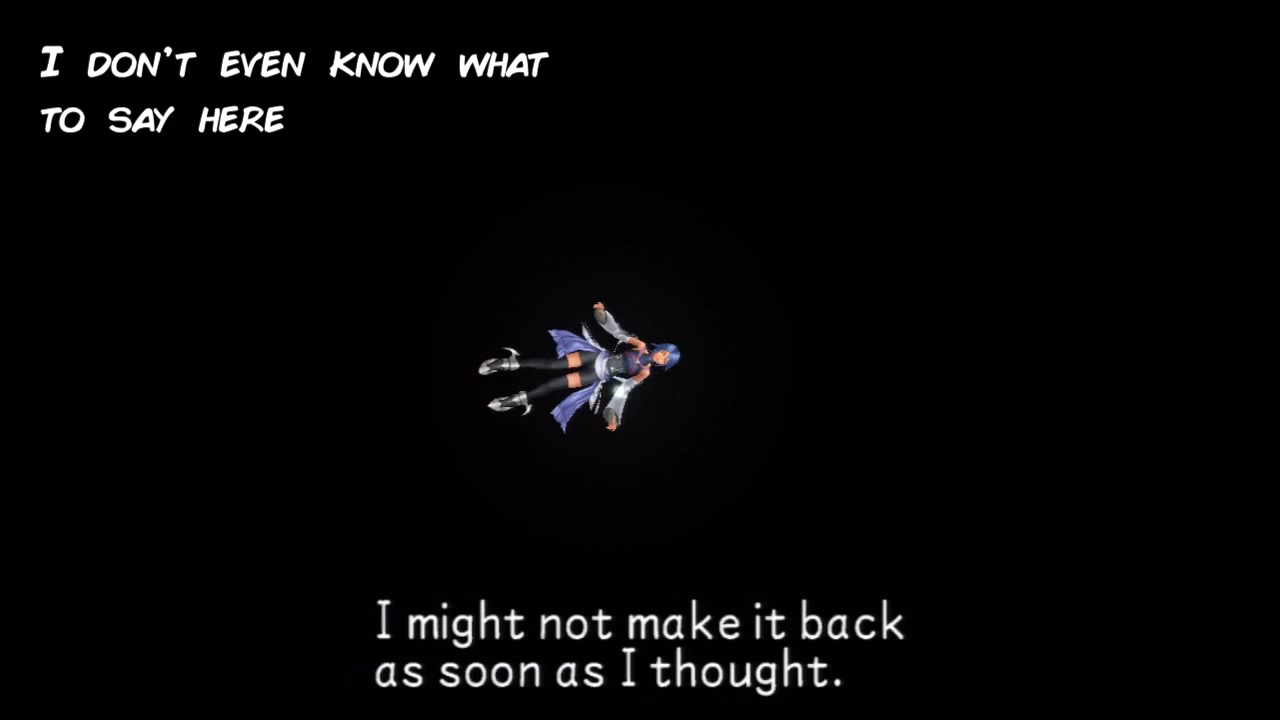 I DON'T EVEN KNOW WHAT
TO SAY HERE
I might not make it back
as soon as I thought.